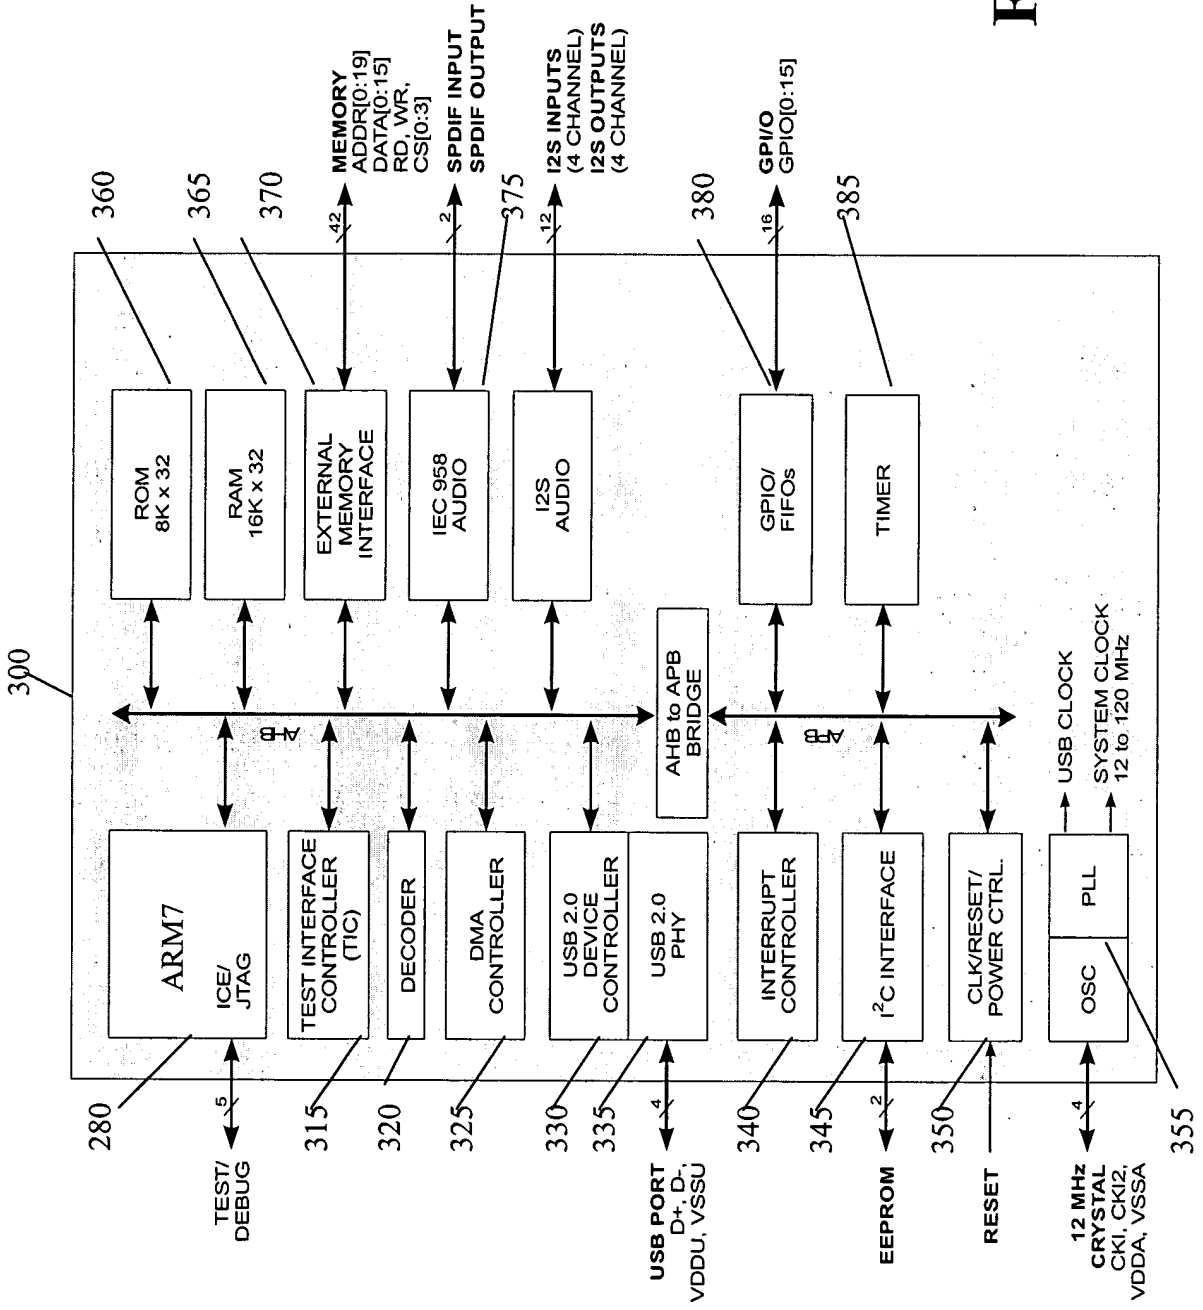 300
280
TEST/
DEBUG
5
ARM7
ICE/
JTAG
315
TEST INTERFACE
CONTROLLER
(TIC)
320
DECODER
325
DMA
CONTROLLER
330
USB 2.0
DEVICE
CONTROLLER
335
USB 2.0
PHY
USB PORT
D+, D-,
VDDU, VSSU
4
340
INTERRUPT
CONTROLLER
345
I²C INTERFACE
EEPROM
2
350
CLK/RESET/
POWER CTRL.
RESET
OSC
PLL
355
12 MHz
CRYSTAL
CKI, CKI2,
VDDA, VSSA
4
USB CLOCK
SYSTEM CLOCK
12 to 120 MHz
AHB
AHB to APB
BRIDGE
APB
360
ROM
8K x 32
365
RAM
16K x 32
370
EXTERNAL
MEMORY
INTERFACE
42
MEMORY
ADDR[0:19]
DATA[0:15]
RD, WR,
CS[0:3]
IEC 958
AUDIO
2
SPDIF INPUT
SPDIF OUTPUT
375
I2S
AUDIO
12
I2S INPUTS
(4 CHANNEL)
I2S OUTPUTS
(4 CHANNEL)
380
GPIO/
FIFOs
16
GPI/O
GPIO[0:15]
385
TIMER